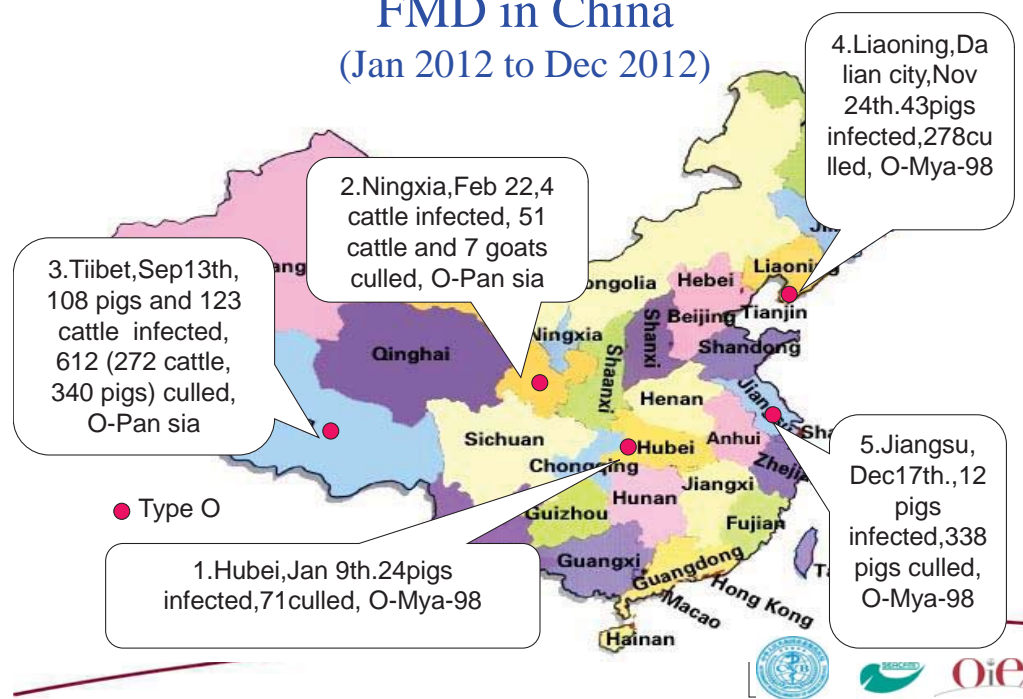 FMD in China
(Jan 2012 to Dec 2012)
4.Liaoning,Da
lian city,Nov
24th.43pigs
infected,278cu
lled, O-Mya-98
2.Ningxia,Feb 22,4
cattle infected, 51
cattle and 7 goats
culled, O-Pan sia
3.Tiibet,Sep13th,
108 pigs and 123
cattle infected,
612 (272 cattle,
340 pigs) culled,
O-Pan sia
ang
ongolia
Hebei
Liaoning
Beijing
Tianjin
Ningxia
Shanxi
Shandong
Qinghai
Shaanxi
Henan
Jiangsu
Sichuan
Hubei
Anhui
Sha
Chongqing
Zheji
Hunan
Jiangxi
Guizhou
Fujian
Guangxi
Guangdong
Hong Kong
Macao
Hainan
Type O
1.Hubei,Jan 9th.24pigs
infected,71culled, O-Mya-98
5.Jiangsu,
Dec17th.,12
pigs
infected,338
pigs culled,
O-Mya-98
OiE